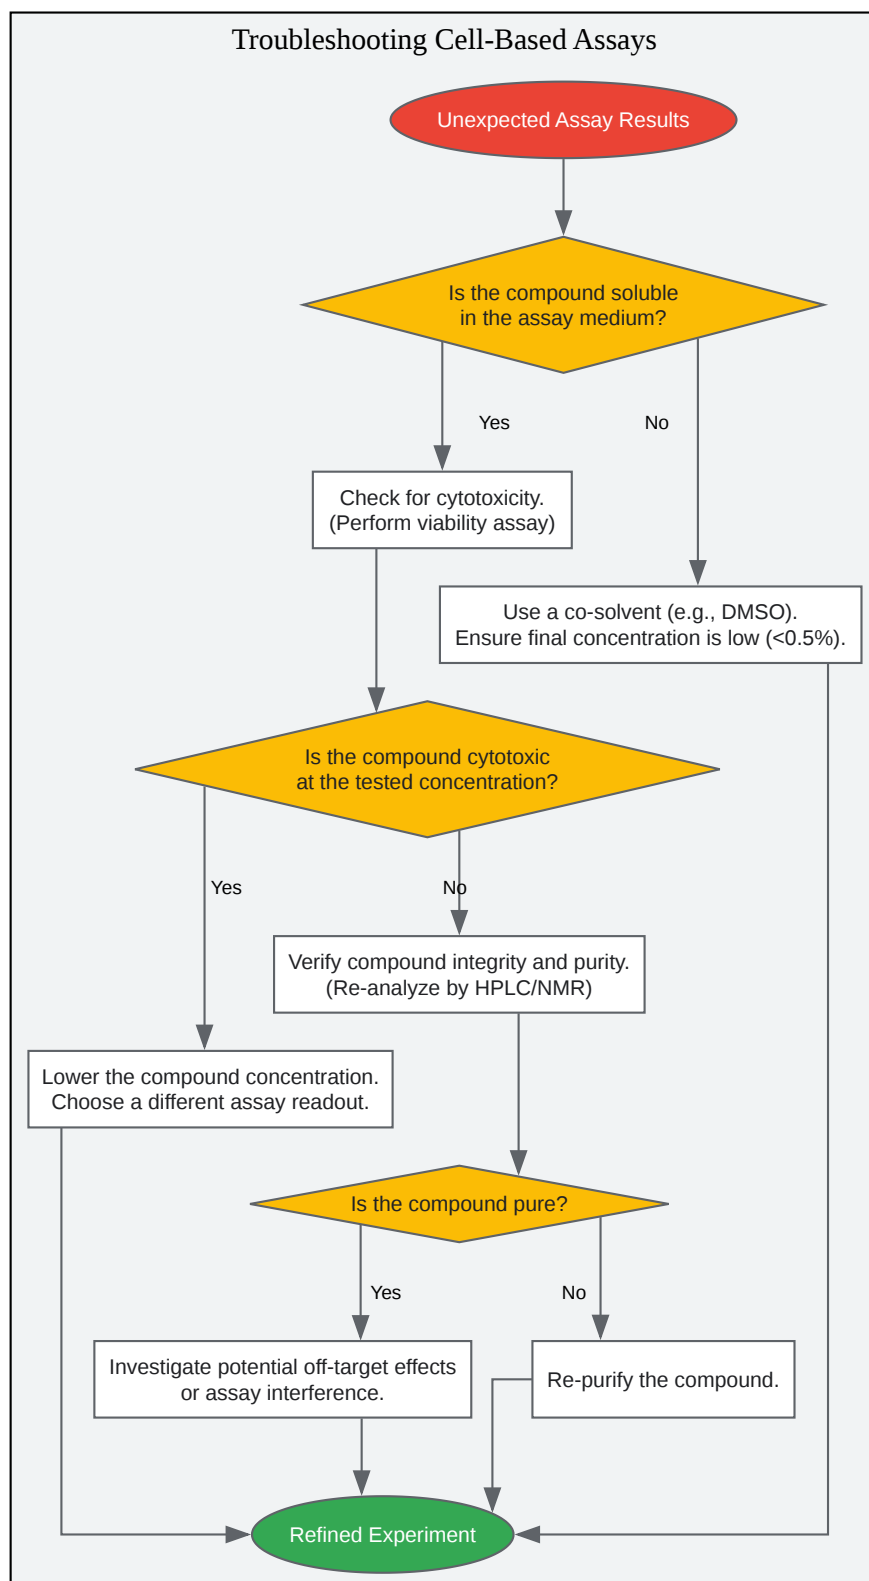 Troubleshooting Cell-Based Assays
Unexpected Assay Results
Is the compound soluble
in the assay medium?
Yes
No
Check for cytotoxicity.
(Perform viability assay)
Use a co-solvent (e.g., DMSO).
Ensure final concentration is low (<0.5%).
Is the compound cytotoxic
at the tested concentration?
Yes
No
Verify compound integrity and purity.
(Re-analyze by HPLC/NMR)
Lower the compound concentration.
Choose a different assay readout.
Is the compound pure?
Yes
No
Investigate potential off-target effects
or assay interference.
Re-purify the compound.
Refined Experiment